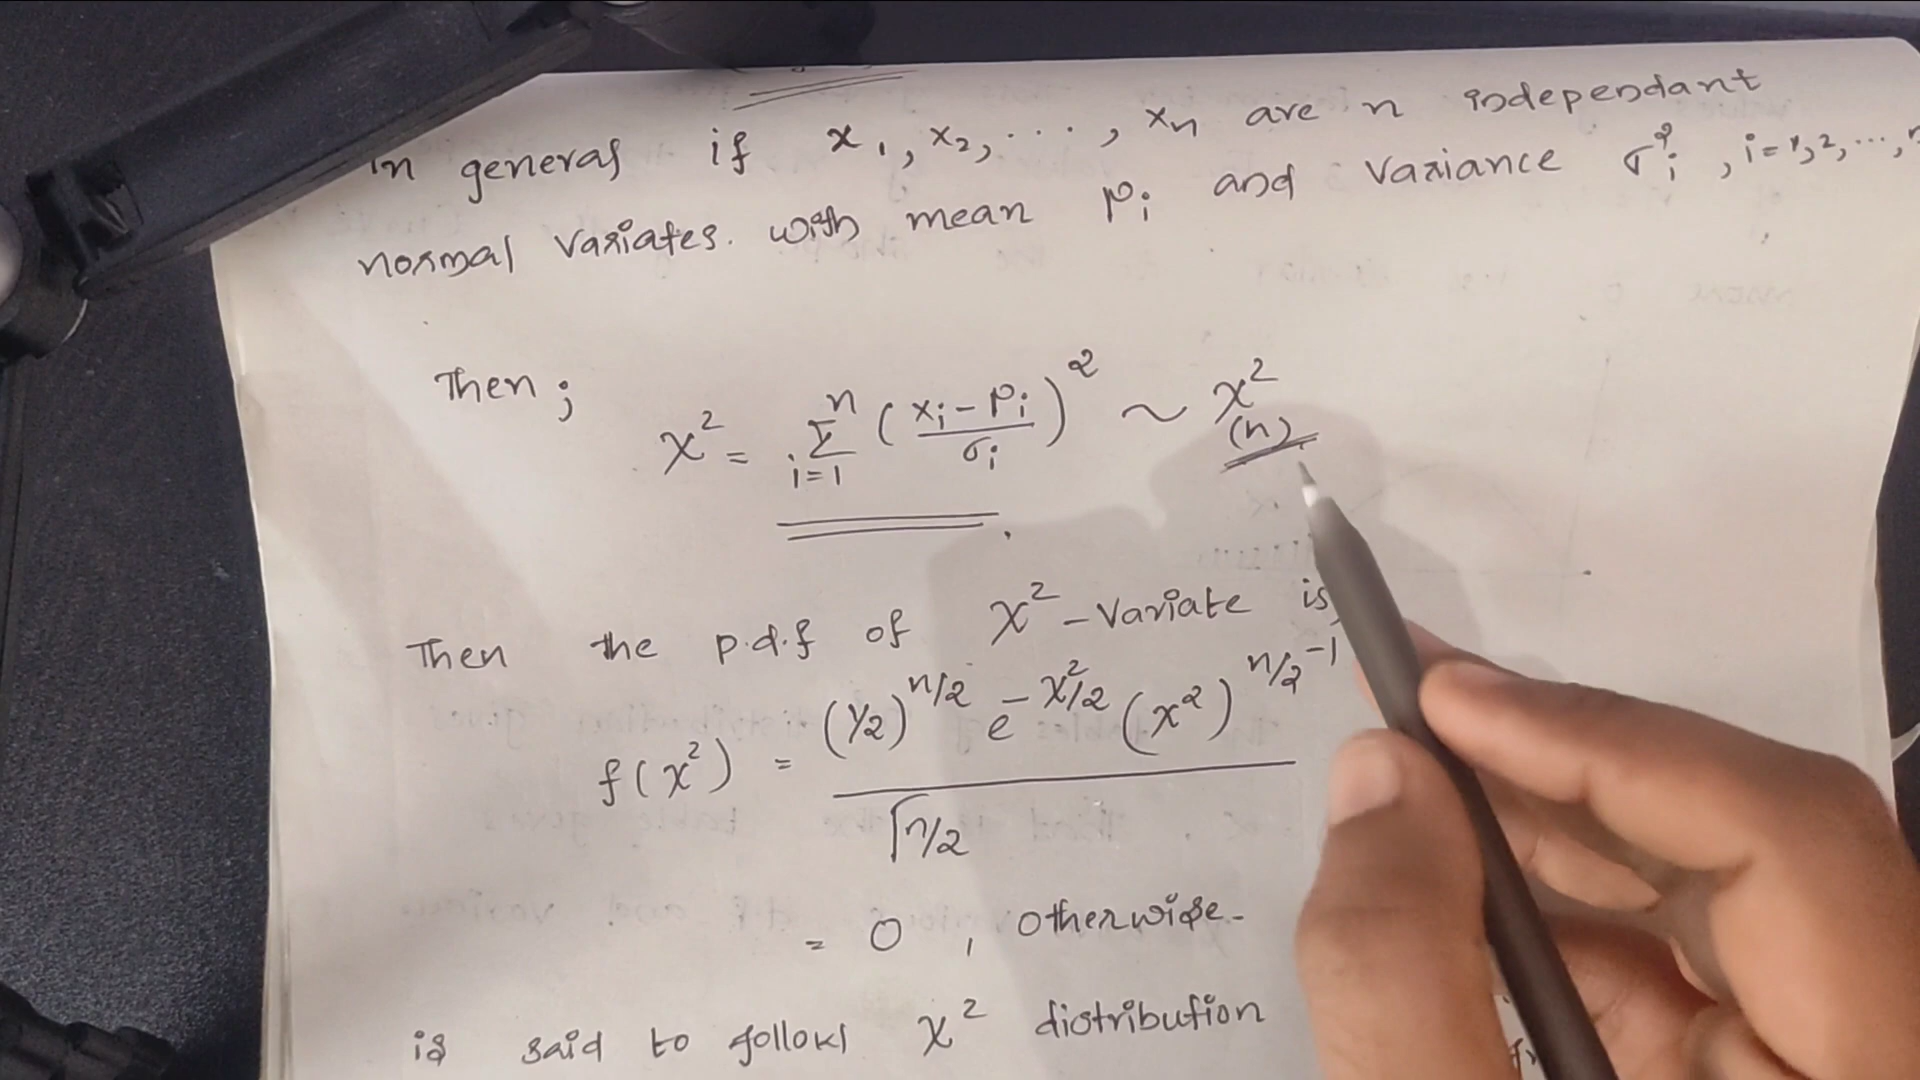 in general if x₁, x₂, ..., xₙ are n independant
normal variates. with mean μᵢ and variance σᵢ², i=1,2,...,n
Then; χ² = Σᵢ₌₁ⁿ ((xᵢ - μᵢ)/σᵢ)² ~ χ²(n)
Then the p.d.f of χ²-variate is
f(χ²) = (1/2)^(n/2) e^(-χ²/2) (χ²)^(n/2 -1) / Γn/2
= 0, otherwise.
is said to follow χ² distribution